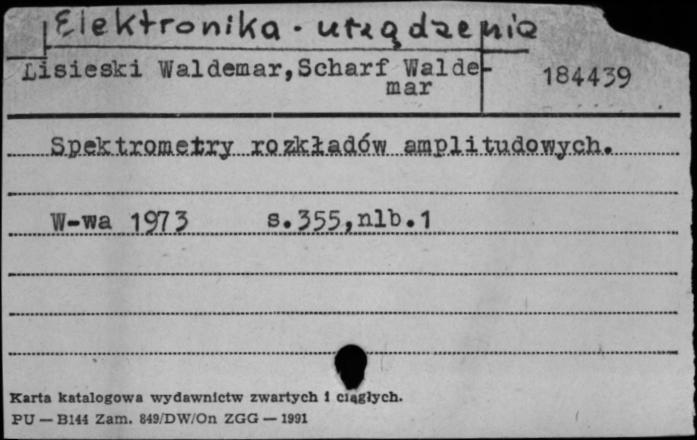 Elektronika - urządzenia
Lisieski Waldemar,Scharf Walde-
mar
184439
Spektrometry rozkładów amplitudowych.
W-wa 1973 s.355,nlb.1
Karta katalogowa wydawnictw zwartych i ciągłych.
PU — B144 Zam. 849/DW/On ZGG — 1991